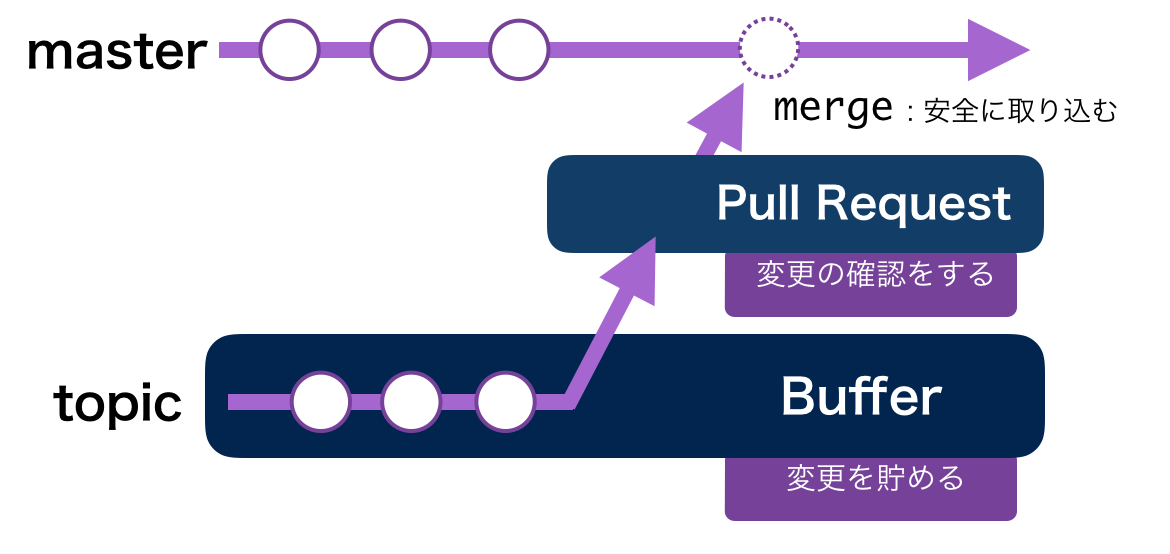 master
merge : 安全に取り込む
Pull Request
変更の確認をする
topic
Buffer
変更を貯める